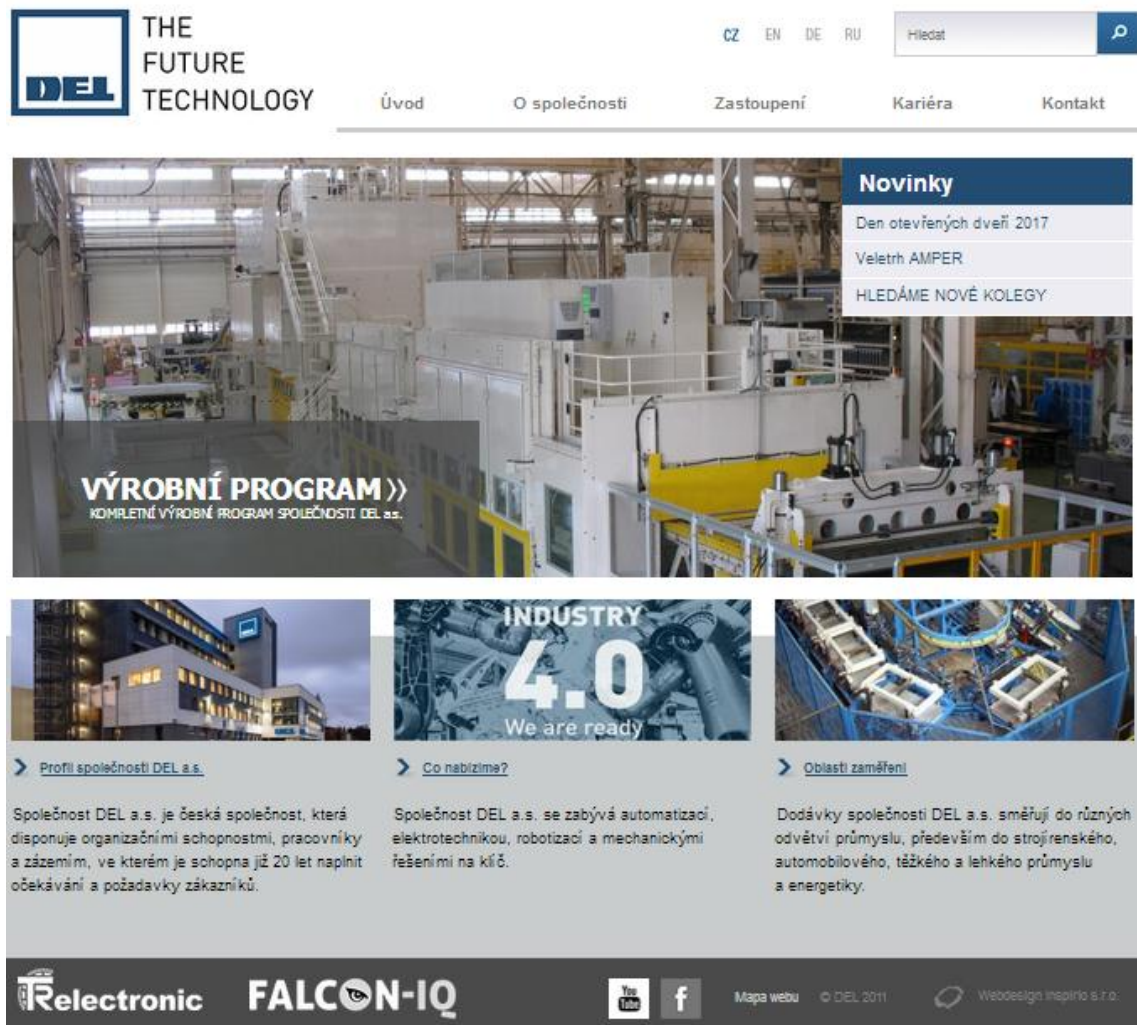 DEL
THE
FUTURE
TECHNOLOGY
CZ EN DE RU
Hledat
Úvod O společnosti Zastoupení Kariéra Kontakt
Novinky
Den otevřených dveří 2017
Veletrh AMPER
HLEDÁME NOVÉ KOLEGY
VÝROBNÍ PROGRAM
KOMPLETNÍ VÝROBNÍ PROGRAM SPOLEČNOSTI DEL a.s.
INDUSTRY
4.0
We are ready
Profil společnosti DEL a.s.
Společnost DEL a.s. je česká společnost, která
disponuje organizačními schopnostmi, pracovníky
a zázemím, ve kterém je schopna již 20 let naplnit
očekávání a požadavky zákazníků.
Co nabízíme?
Společnost DEL a.s. se zabývá automatizací,
elektrotechnikou, robotizací a mechanickými
řešeními na klíč.
Oblasti zaměření
Dodávky společnosti DEL a.s. směřují do různých
odvětví průmyslu, především do strojírenského,
automobilového, těžkého a lehkého průmyslu
a energetiky.
TRelectronic FALCON-IQ You Tube f Mapa webu © DEL 2011 Webdesign Inspirio s.r.o.